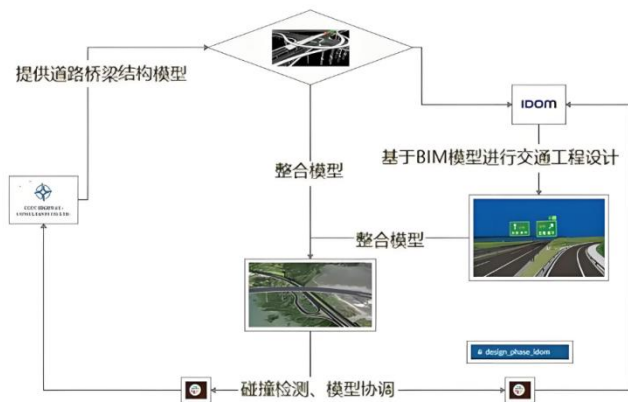 提供道路桥梁结构模型
IDOM
基于BIM模型进行交通工程设计
整合模型
整合模型
design_phase_idom
碰撞检测、模型协调